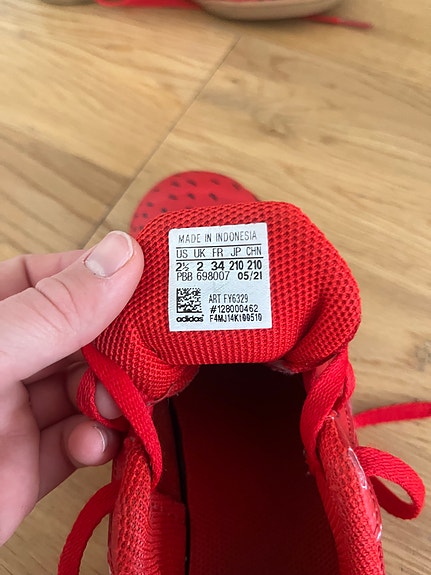 MADE IN INDONESIA
US UK FR JP CHN
2½ 2 34 210 210
PBB 698007 05/21
ART FY6329
#128000462
adidas F4MJ14K100510